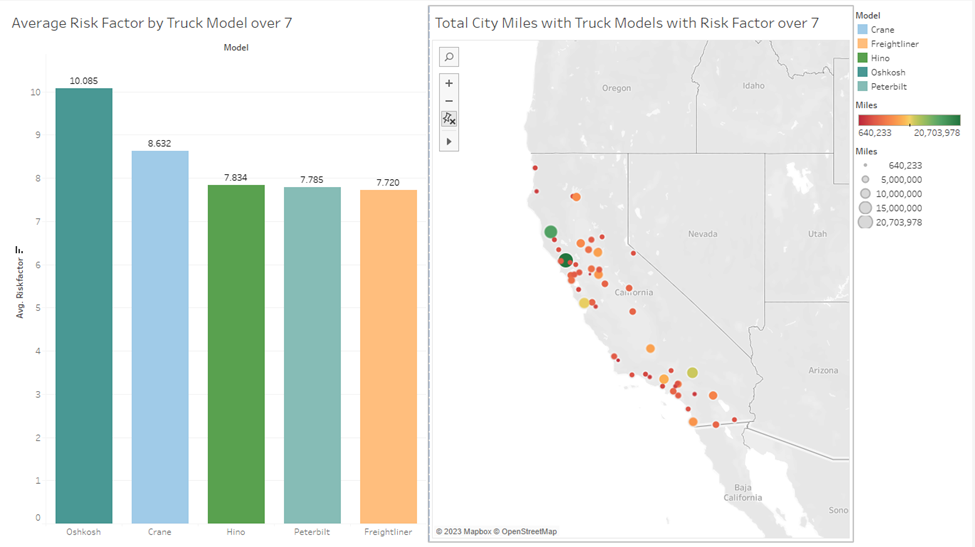 Average Risk Factor by Truck Model over 7
Model
10.085
8.632
7.834
7.785
7.720
10
9
8
7
6
5
4
3
2
1
0
Avg. Riskfactor
Oshkosh
Crane
Hino
Peterbilt
Freightliner
Total City Miles with Truck Models with Risk Factor over 7
Oregon
Idaho
Nevada
Utah
California
Arizona
Baja
California
Sono
© 2023 Mapbox © OpenStreetMap
Model
Crane
Freightliner
Hino
Oshkosh
Peterbilt
Miles
640,233 20,703,978
Miles
640,233
5,000,000
10,000,000
15,000,000
20,703,978